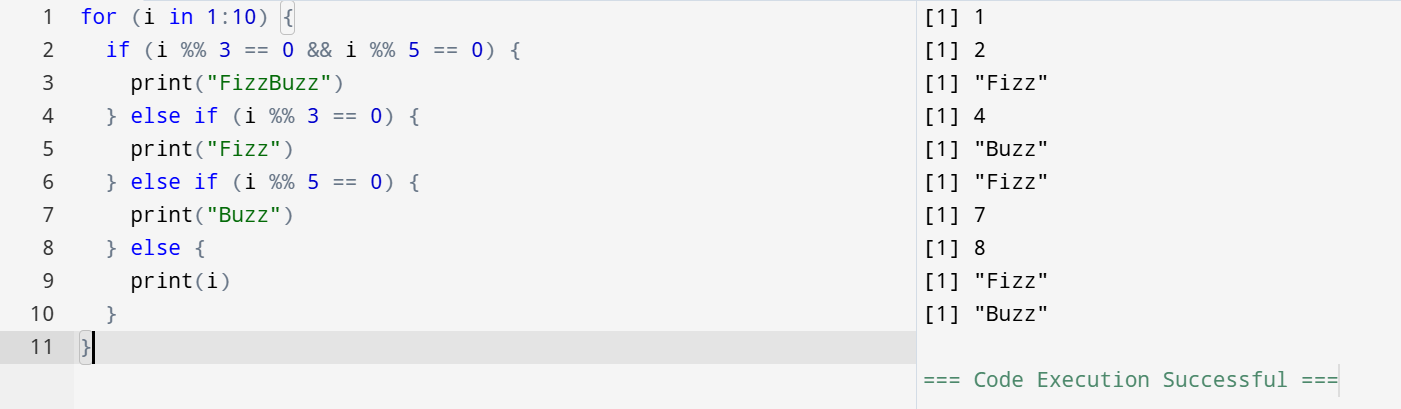 1 for (i in 1:10) {
2   if (i %% 3 == 0 && i %% 5 == 0) {
3     print("FizzBuzz")
4   } else if (i %% 3 == 0) {
5     print("Fizz")
6   } else if (i %% 5 == 0) {
7     print("Buzz")
8   } else {
9     print(i)
10   }
11 }
[1] 1
[1] 2
[1] "Fizz"
[1] 4
[1] "Buzz"
[1] "Fizz"
[1] 7
[1] 8
[1] "Fizz"
[1] "Buzz"
=== Code Execution Successful ===